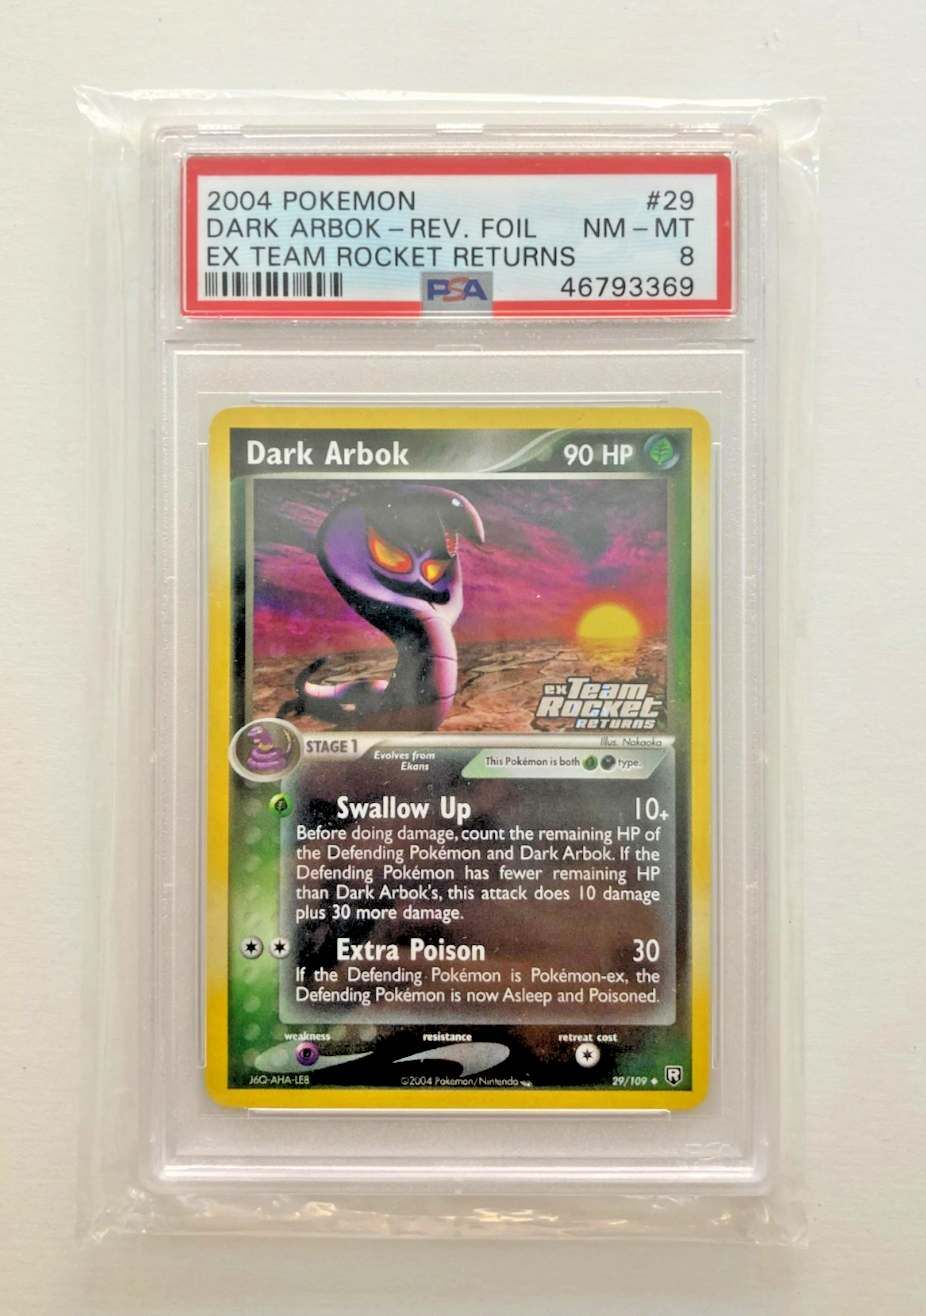 2004 POKEMON #29
DARK ARBOK - REV. FOIL NM - MT
EX TEAM ROCKET RETURNS 8
PSA 46793369
Dark Arbok 90 HP
ex Team
Rocket
RETURNS
Illus. Nakaoka
STAGE 1 Evolves from
Ekans
This Pokémon is both type.
Swallow Up 10+
Before doing damage, count the remaining HP of
the Defending Pokémon and Dark Arbok. If the
Defending Pokémon has fewer remaining HP
than Dark Arbok's, this attack does 10 damage
plus 30 more damage.
Extra Poison 30
If the Defending Pokémon is Pokémon-ex, the
Defending Pokémon is now Asleep and Poisoned.
weakness resistance retreat cost
J6Q-AHA-LE8 ©2004 Pokémon/Nintendo 29/109 R